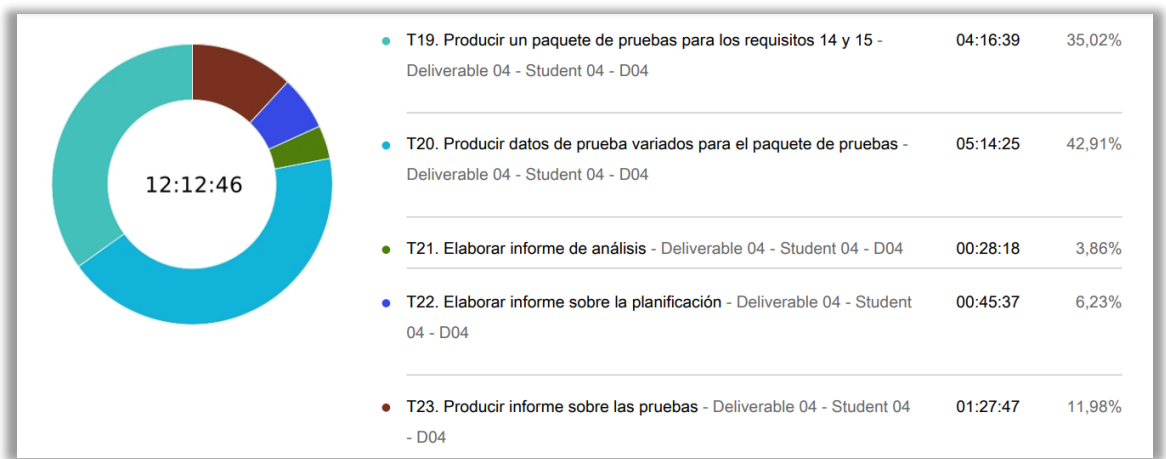 12:12:46
T19. Producir un paquete de pruebas para los requisitos 14 y 15 - 04:16:39 35,02%
Deliverable 04 - Student 04 - D04
T20. Producir datos de prueba variados para el paquete de pruebas - 05:14:25 42,91%
Deliverable 04 - Student 04 - D04
T21. Elaborar informe de análisis - Deliverable 04 - Student 04 - D04 00:28:18 3,86%
T22. Elaborar informe sobre la planificación - Deliverable 04 - Student 00:45:37 6,23%
04 - D04
T23. Producir informe sobre las pruebas - Deliverable 04 - Student 04 01:27:47 11,98%
- D04